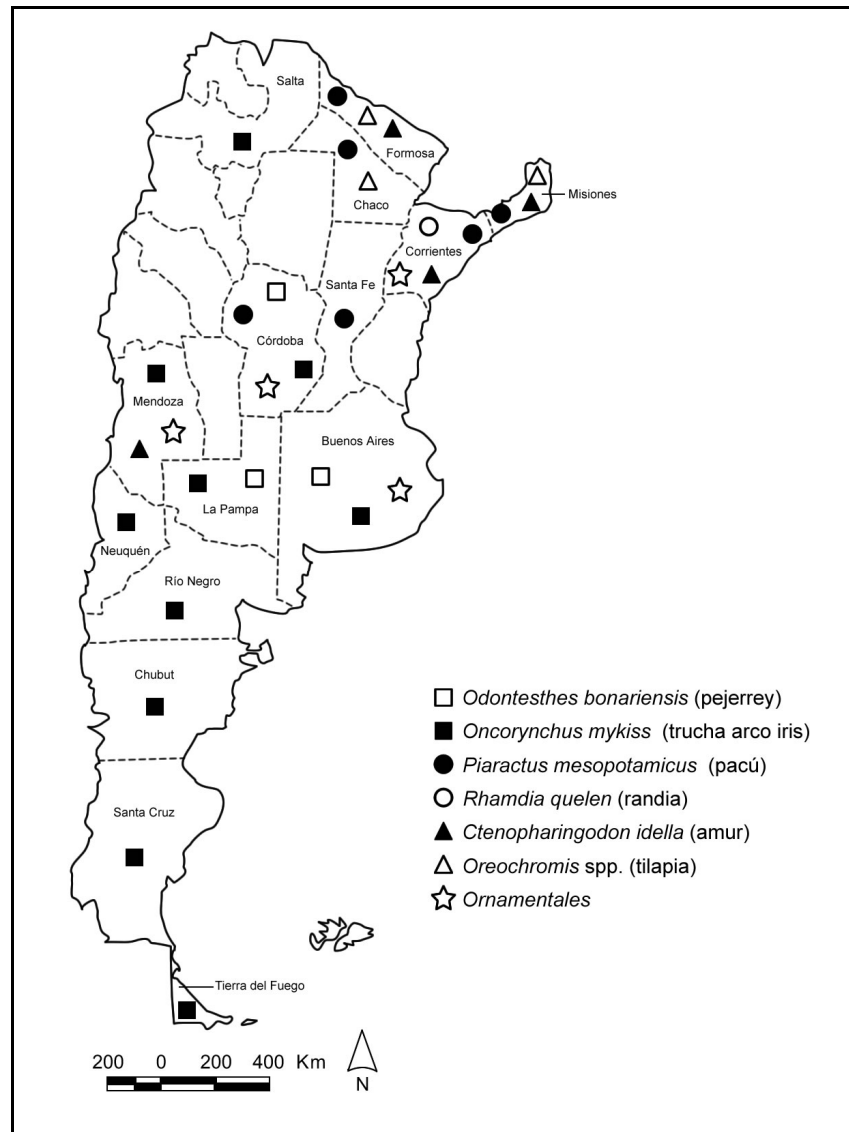 Salta
Formosa
Misiones
Chaco
Corrientes
Santa Fe
Córdoba
Mendoza
Buenos Aires
La Pampa
Neuquén
Río Negro
Chubut
Odontesthes bonariensis (pejerrey)
Oncorynchus mykiss (trucha arco iris)
Piaractus mesopotamicus (pacú)
Rhamdia quelen (randia)
Ctenopharingodon idella (amur)
Oreochromis spp. (tilapia)
Ornamentales
Santa Cruz
Tierra del Fuego
200 0 200 400 Km
N